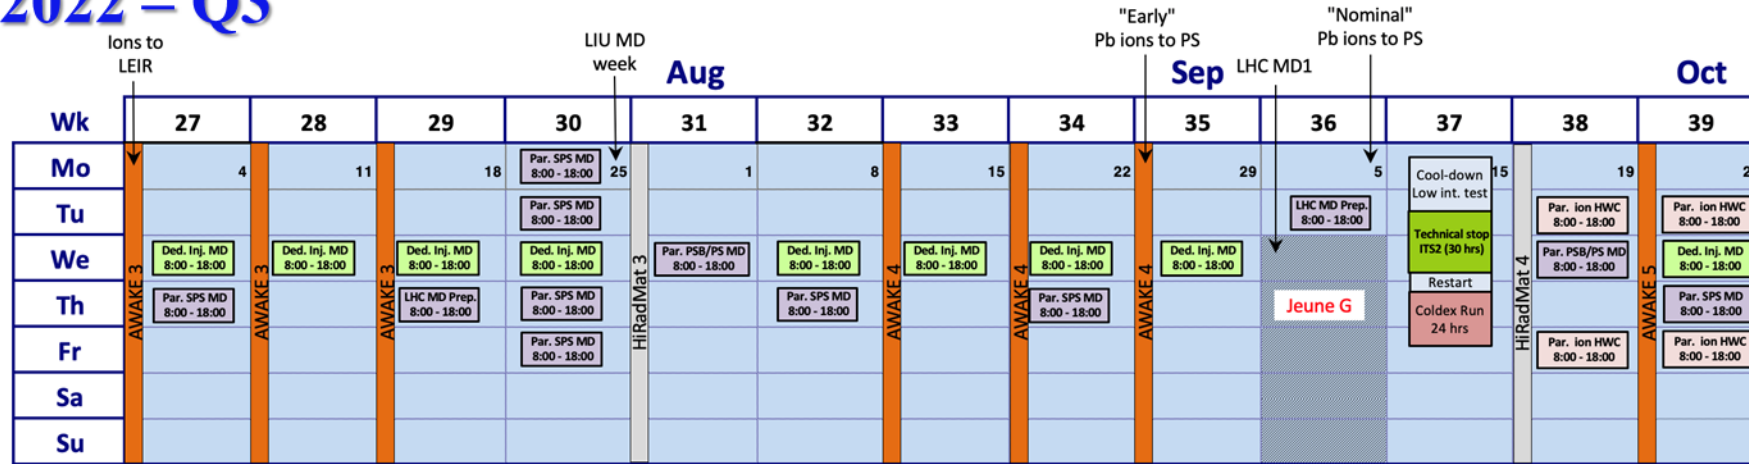 2022 – Q3
Ions to
LEIR
LIU MD
week
"Early"
Pb ions to PS
"Nominal"
Pb ions to PS
LHC MD1
Aug
Sep
Oct
Wk 27 28 29 30 31 32 33 34 35 36 37 38 39
Mo 4 11 18 25 1 8 15 22 29 5 15 19 2
Par. SPS MD
8:00 - 18:00
Cool-down
Low int. test
Tu
Par. SPS MD
8:00 - 18:00
LHC MD Prep.
8:00 - 18:00
Technical stop
ITS2 (30 hrs)
Par. ion HWC
8:00 - 18:00
Par. ion HWC
8:00 - 18:00
We
Ded. Inj. MD
8:00 - 18:00
Ded. Inj. MD
8:00 - 18:00
Ded. Inj. MD
8:00 - 18:00
Ded. Inj. MD
8:00 - 18:00
Par. PSB/PS MD
8:00 - 18:00
Ded. Inj. MD
8:00 - 18:00
Ded. Inj. MD
8:00 - 18:00
Ded. Inj. MD
8:00 - 18:00
Ded. Inj. MD
8:00 - 18:00
Restart
Par. PSB/PS MD
8:00 - 18:00
Ded. Inj. MD
8:00 - 18:00
Th
Par. SPS MD
8:00 - 18:00
LHC MD Prep.
8:00 - 18:00
Par. SPS MD
8:00 - 18:00
Par. SPS MD
8:00 - 18:00
Par. SPS MD
8:00 - 18:00
Jeune G
Coldex Run
24 hrs
Par. SPS MD
8:00 - 18:00
Fr
Par. SPS MD
8:00 - 18:00
Par. ion HWC
8:00 - 18:00
Par. ion HWC
8:00 - 18:00
Sa
Su
AWAKE 3
AWAKE 3
AWAKE 3
HiRadMat 3
AWAKE 4
AWAKE 4
AWAKE 4
HiRadMat 4
AWAKE 5